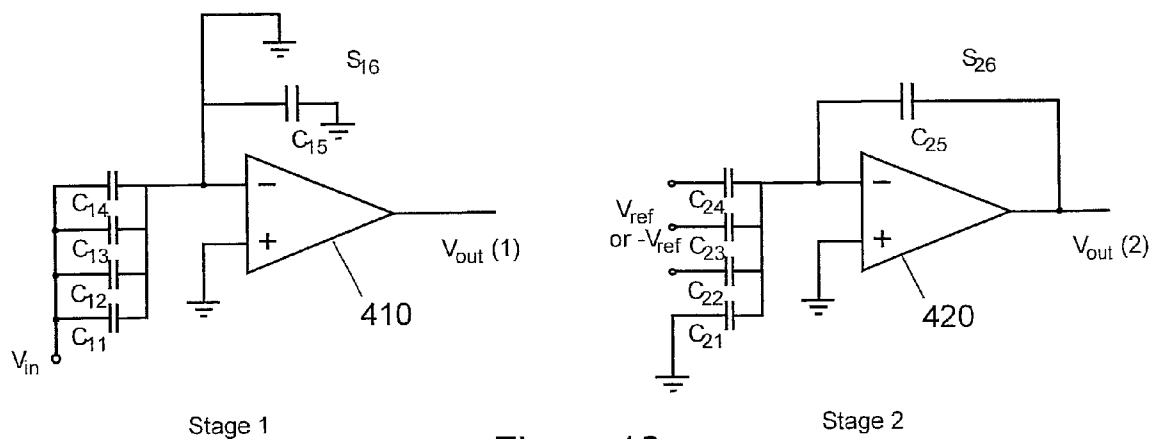 S16
C15
C14
C13
C12
C11
−
+
Vin
Vout (1)
410
Stage 1
S26
C25
C24
Vref
or -Vref
C23
C22
C21
−
+
Vout (2)
420
Stage 2